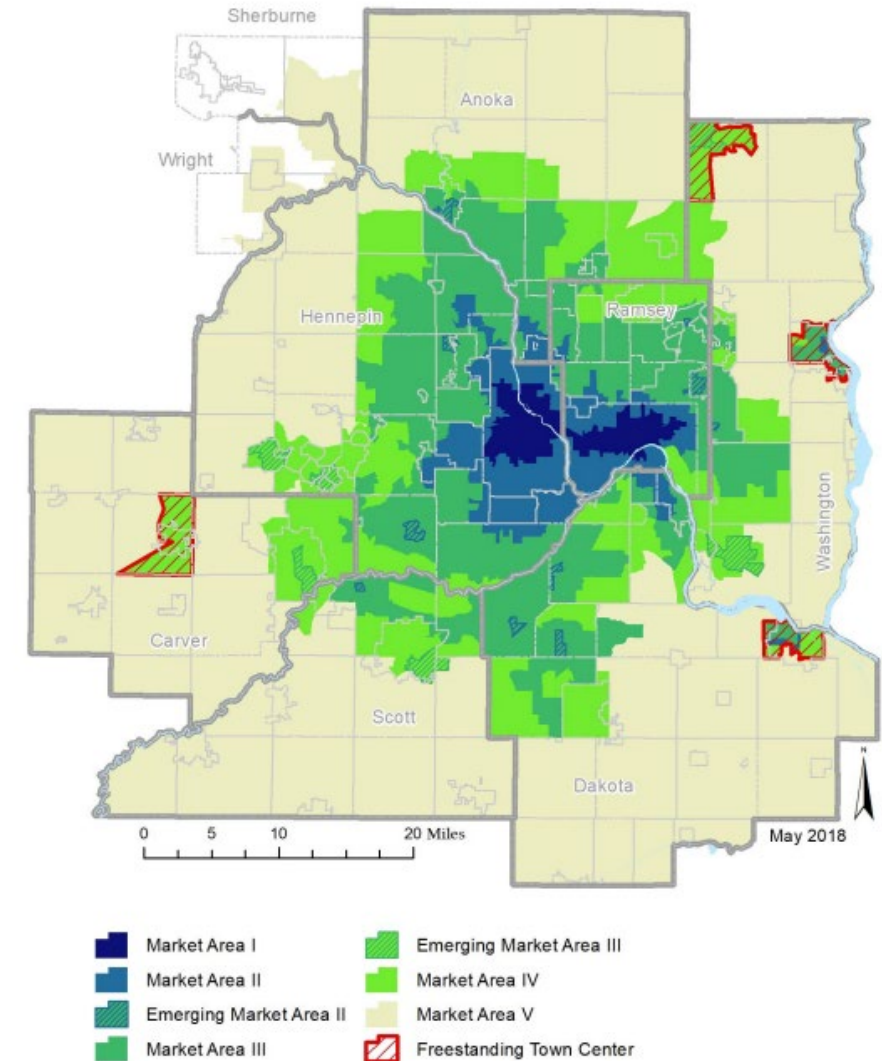 Sherburne
Anoka
Wright
Hennepin
Ramsey
Washington
Carver
Scott
Dakota
N
0 5 10 20 Miles
May 2018
Market Area I
Market Area II
Emerging Market Area II
Market Area III
Emerging Market Area III
Market Area IV
Market Area V
Freestanding Town Center